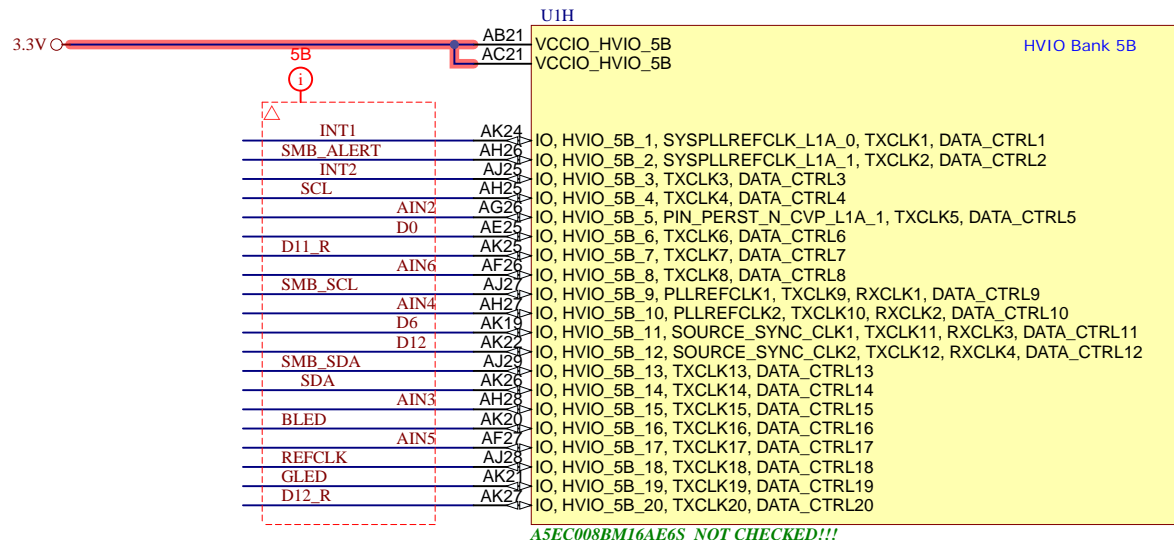 U1H
3.3V AB21 VCCIO_HVIO_5B HVIO Bank 5B
AC21 VCCIO_HVIO_5B
5B
i
INT1 AK24 IO, HVIO_5B_1, SYSPLLREFCLK_L1A_0, TXCLK1, DATA_CTRL1
SMB_ALERT AH26 IO, HVIO_5B_2, SYSPLLREFCLK_L1A_1, TXCLK2, DATA_CTRL2
INT2 AJ25 IO, HVIO_5B_3, TXCLK3, DATA_CTRL3
SCL AH25 IO, HVIO_5B_4, TXCLK4, DATA_CTRL4
AIN2 AG26 IO, HVIO_5B_5, PIN_PERST_N_CVP_L1A_1, TXCLK5, DATA_CTRL5
D0 AE25 IO, HVIO_5B_6, TXCLK6, DATA_CTRL6
D11_R AK25 IO, HVIO_5B_7, TXCLK7, DATA_CTRL7
AIN6 AF26 IO, HVIO_5B_8, TXCLK8, DATA_CTRL8
SMB_SCL AJ27 IO, HVIO_5B_9, PLLREFCLK1, TXCLK9, RXCLK1, DATA_CTRL9
AIN4 AH27 IO, HVIO_5B_10, PLLREFCLK2, TXCLK10, RXCLK2, DATA_CTRL10
D6 AK19 IO, HVIO_5B_11, SOURCE_SYNC_CLK1, TXCLK11, RXCLK3, DATA_CTRL11
D12 AK22 IO, HVIO_5B_12, SOURCE_SYNC_CLK2, TXCLK12, RXCLK4, DATA_CTRL12
SMB_SDA AJ29 IO, HVIO_5B_13, TXCLK13, DATA_CTRL13
SDA AK26 IO, HVIO_5B_14, TXCLK14, DATA_CTRL14
AIN3 AH28 IO, HVIO_5B_15, TXCLK15, DATA_CTRL15
BLED AK20 IO, HVIO_5B_16, TXCLK16, DATA_CTRL16
AIN5 AF27 IO, HVIO_5B_17, TXCLK17, DATA_CTRL17
REFCLK AJ28 IO, HVIO_5B_18, TXCLK18, DATA_CTRL18
GLED AK21 IO, HVIO_5B_19, TXCLK19, DATA_CTRL19
D12_R AK27 IO, HVIO_5B_20, TXCLK20, DATA_CTRL20
A5EC008BM16AE6S NOT CHECKED!!!